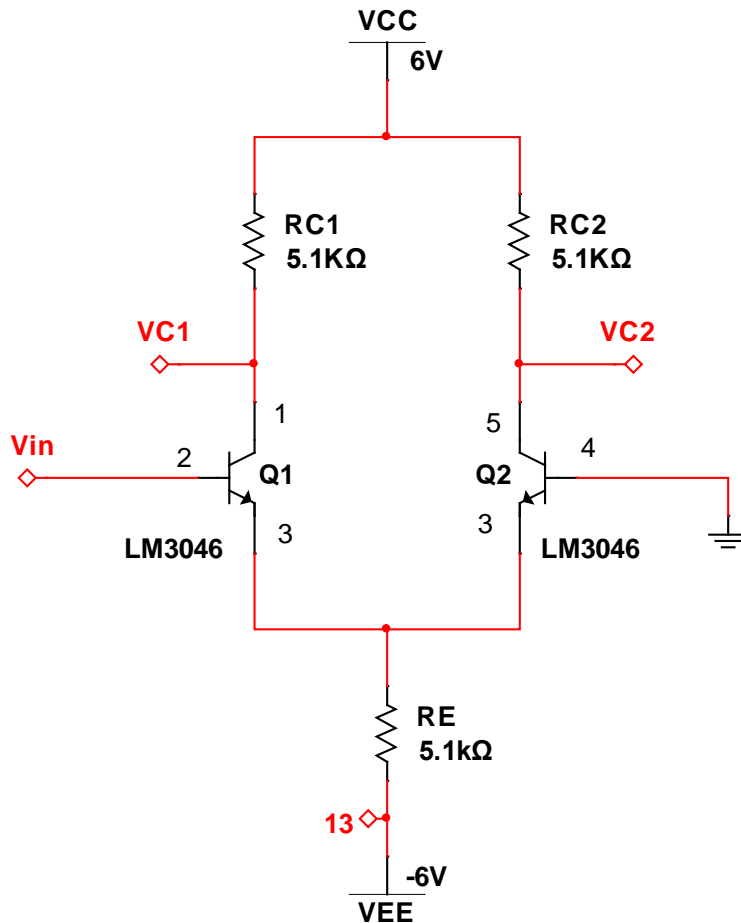 VCC
6V
RC1
5.1KΩ
RC2
5.1KΩ
VC1
VC2
1
5
Vin
2
Q1
Q2
4
3
3
LM3046
LM3046
RE
5.1kΩ
13
-6V
VEE